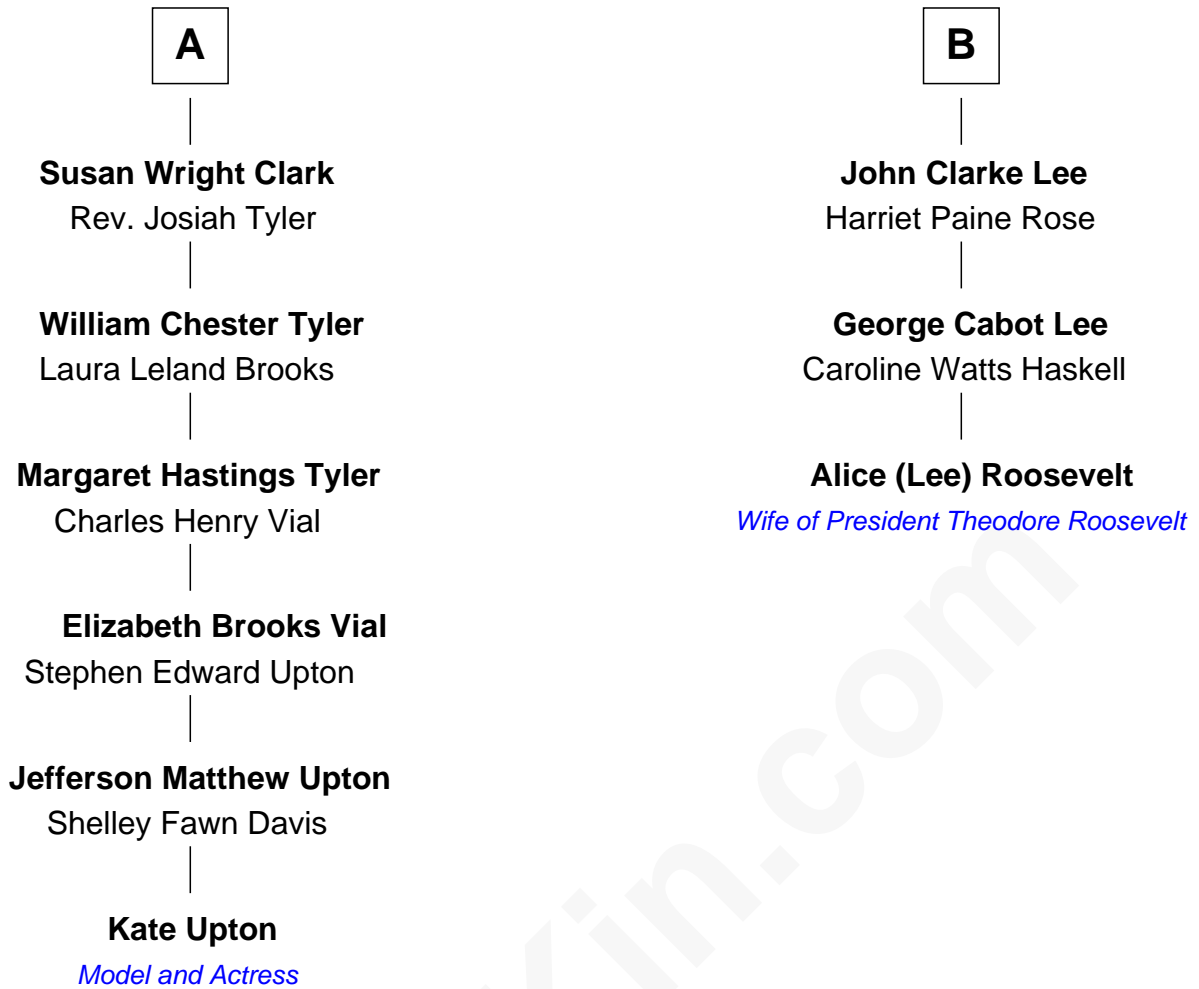 A
Susan Wright Clark
Rev. Josiah Tyler
William Chester Tyler
Laura Leland Brooks
Margaret Hastings Tyler
Charles Henry Vial
Elizabeth Brooks Vial
Stephen Edward Upton
Jefferson Matthew Upton
Shelley Fawn Davis
Kate Upton
Model and Actress
B
John Clarke Lee
Harriet Paine Rose
George Cabot Lee
Caroline Watts Haskell
Alice (Lee) Roosevelt
Wife of President Theodore Roosevelt
Kin.com